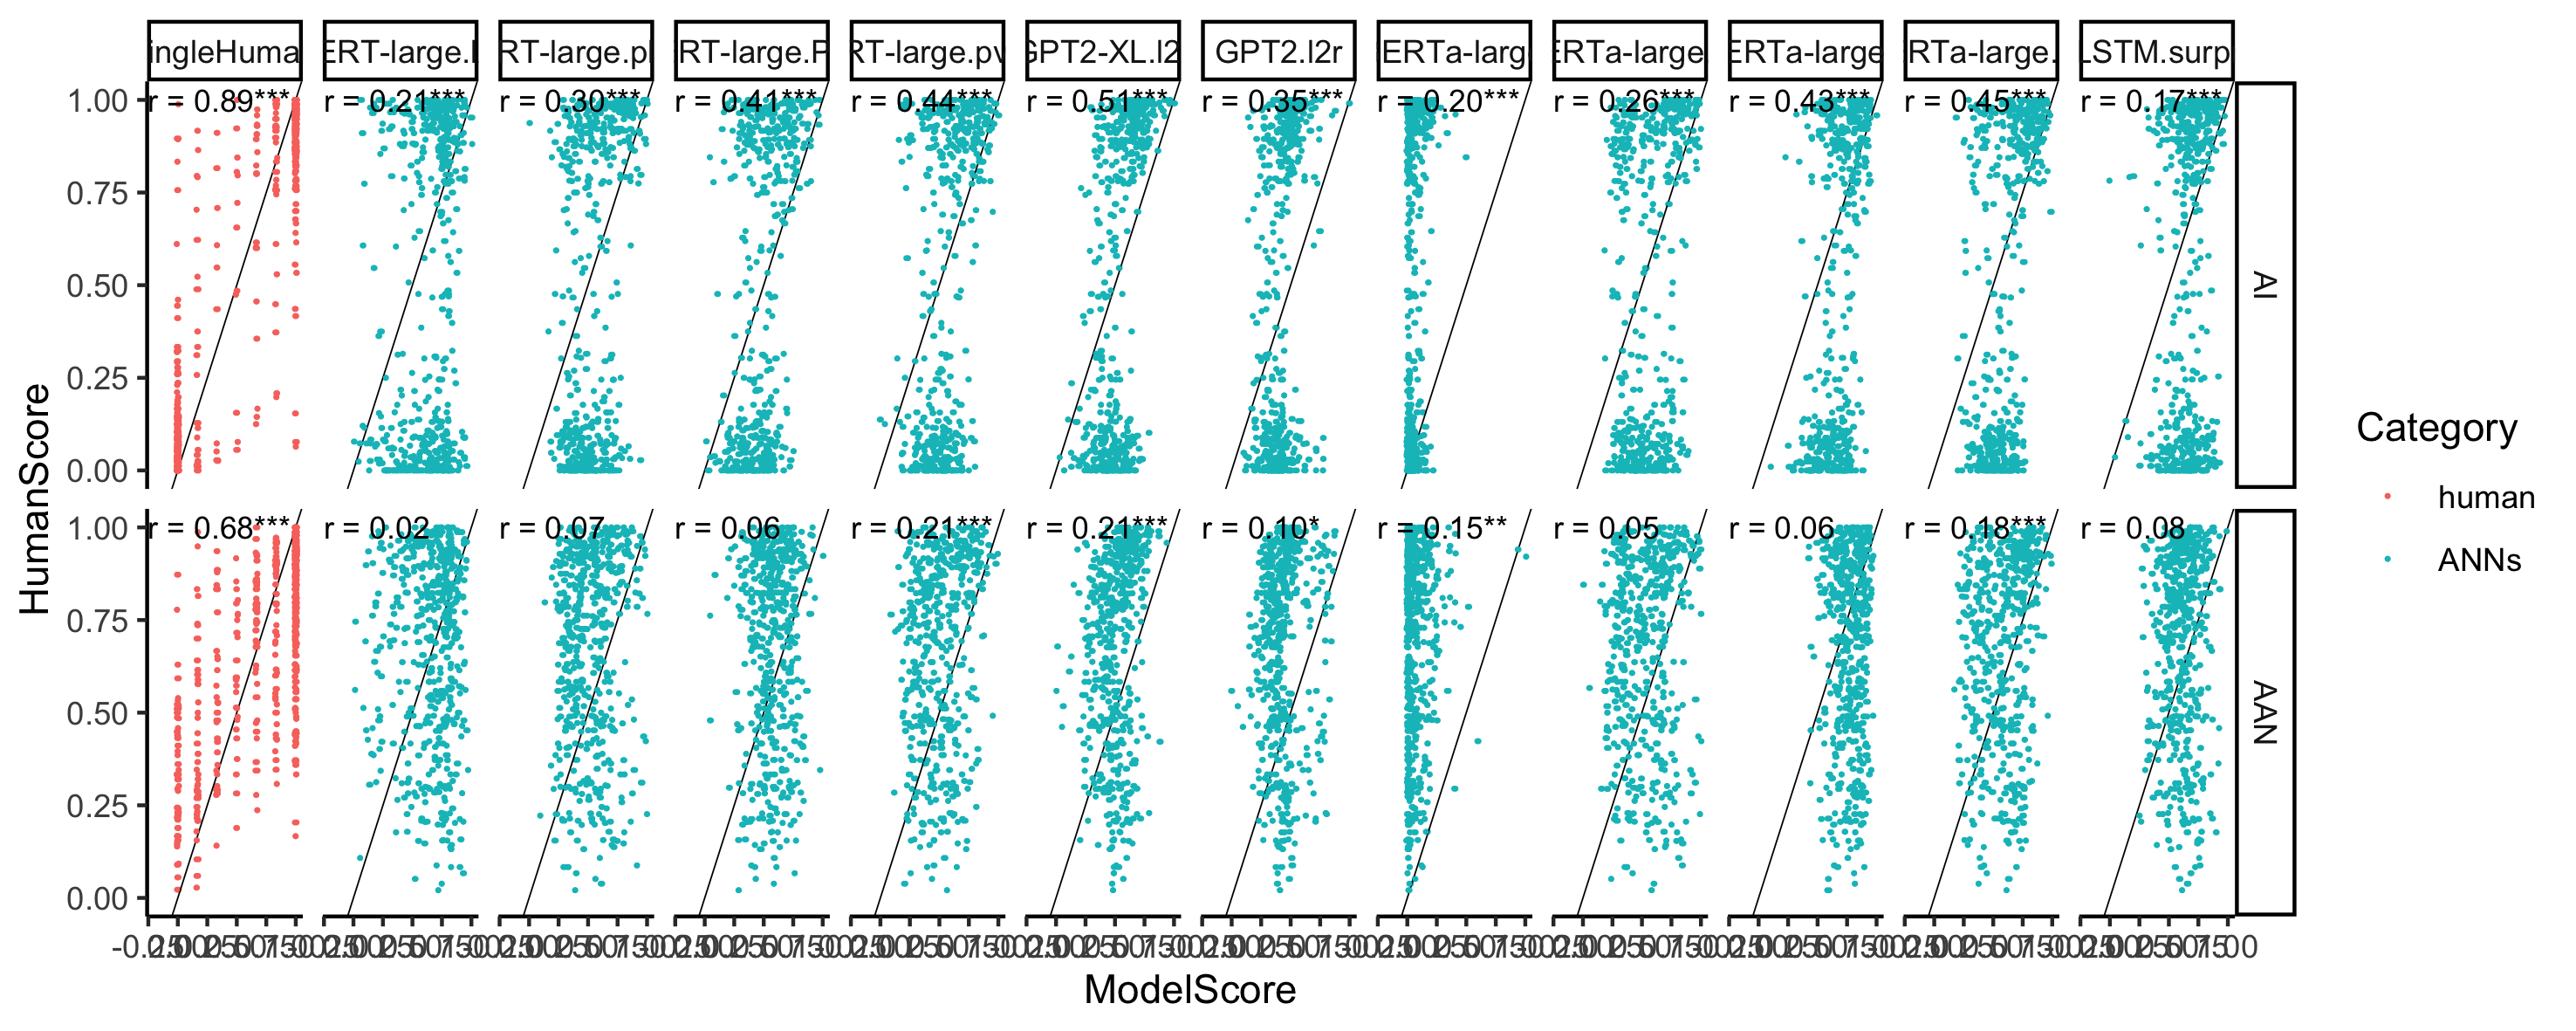 ingleHuma
ERT-large.l
RT-large.pl
RT-large.P
RT-large.pv
GPT2-XL.l2
GPT2.l2r
ERTa-larg
ERTa-large.
ERTa-large
RTa-large.
LSTM.surp
r = 0.89***
r = 0.21***
r = 0.30***
r = 0.41***
r = 0.44***
r = 0.51***
r = 0.35***
r = 0.20***
r = 0.26***
r = 0.43***
r = 0.45***
r = 0.17***
1.00
0.75
0.50
0.25
0.00
AI
r = 0.68***
r = 0.02
r = 0.07
r = 0.06
r = 0.21***
r = 0.21***
r = 0.10*
r = 0.15**
r = 0.05
r = 0.06
r = 0.18***
r = 0.08
1.00
0.75
0.50
0.25
0.00
AAN
HumanScore
ModelScore
Category
human
ANNs